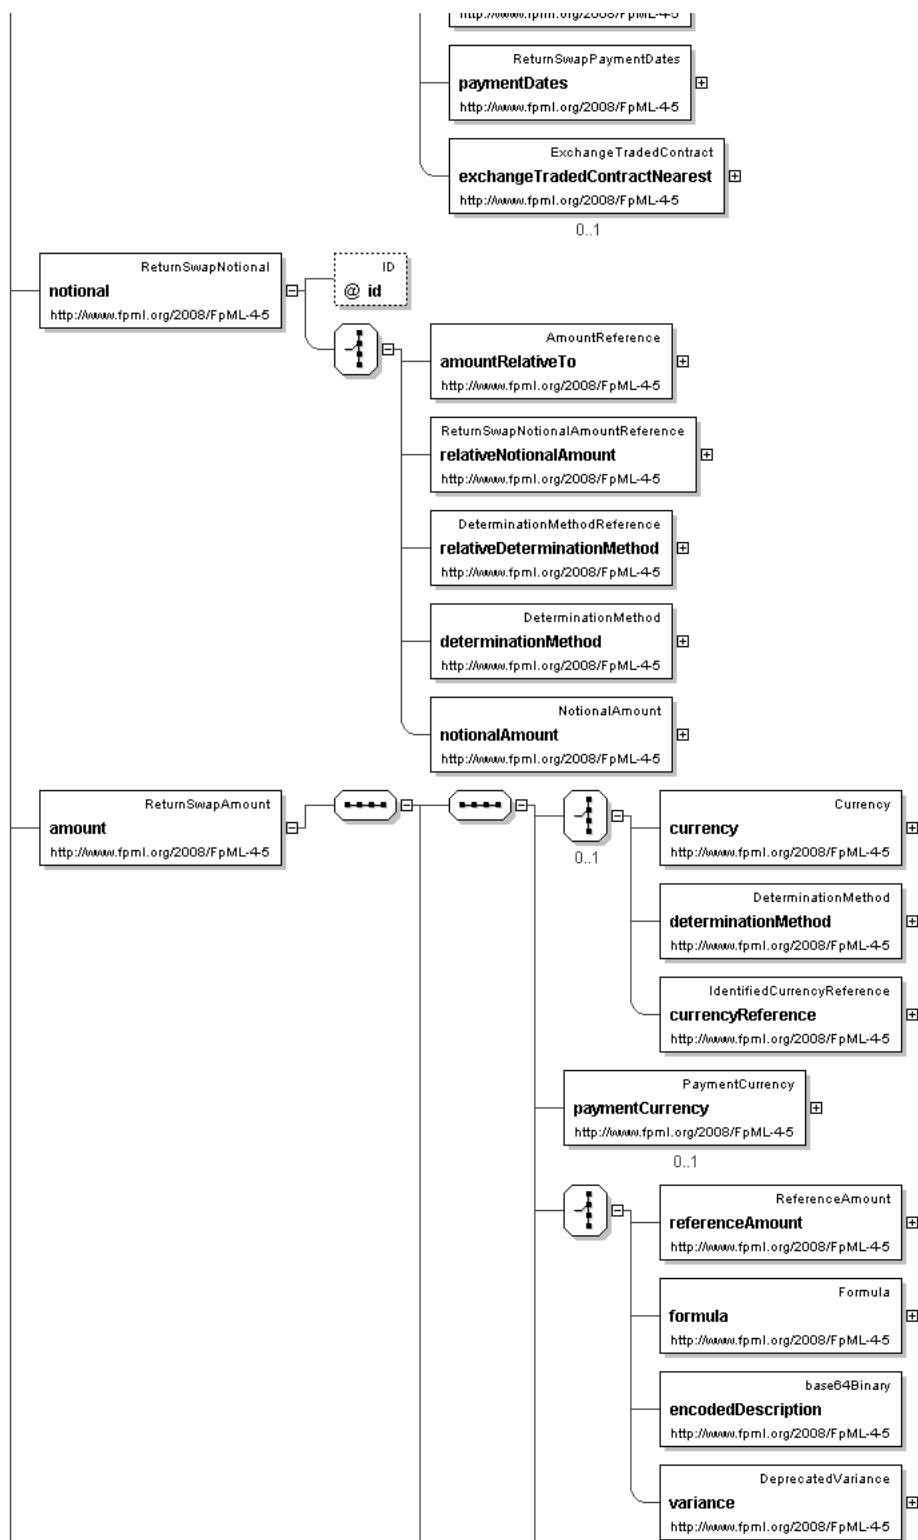 http://www.fpml.org/2008/FpML-4-5
ReturnSwapPaymentDates
paymentDates
http://www.fpml.org/2008/FpML-4-5
ExchangeTradedContract
exchangeTradedContractNearest
http://www.fpml.org/2008/FpML-4-5
0..1
ReturnSwapNotional
notional
http://www.fpml.org/2008/FpML-4-5
ID
@ id
AmountReference
amountRelativeTo
http://www.fpml.org/2008/FpML-4-5
ReturnSwapNotionalAmountReference
relativeNotionalAmount
http://www.fpml.org/2008/FpML-4-5
DeterminationMethodReference
relativeDeterminationMethod
http://www.fpml.org/2008/FpML-4-5
DeterminationMethod
determinationMethod
http://www.fpml.org/2008/FpML-4-5
NotionalAmount
notionalAmount
http://www.fpml.org/2008/FpML-4-5
ReturnSwapAmount
amount
http://www.fpml.org/2008/FpML-4-5
0..1
Currency
currency
http://www.fpml.org/2008/FpML-4-5
DeterminationMethod
determinationMethod
http://www.fpml.org/2008/FpML-4-5
IdentifiedCurrencyReference
currencyReference
http://www.fpml.org/2008/FpML-4-5
PaymentCurrency
paymentCurrency
http://www.fpml.org/2008/FpML-4-5
0..1
ReferenceAmount
referenceAmount
http://www.fpml.org/2008/FpML-4-5
Formula
formula
http://www.fpml.org/2008/FpML-4-5
base64Binary
encodedDescription
http://www.fpml.org/2008/FpML-4-5
DeprecatedVariance
variance
http://www.fpml.org/2008/FpML-4-5